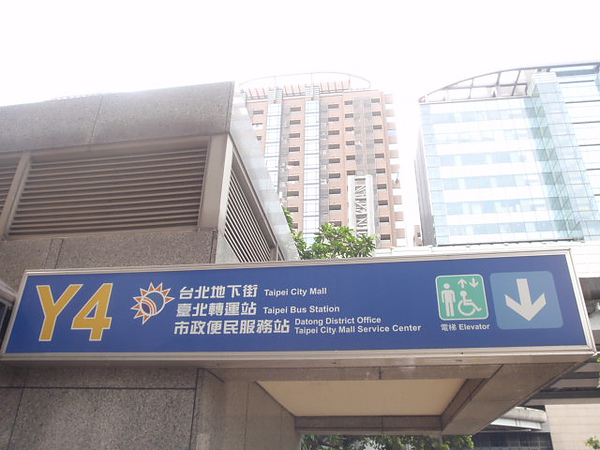 Y4
台北地下街 Taipei City Mall
臺北轉運站 Taipei Bus Station
市政便民服務站 Datong District Office
Taipei City Mall Service Center
電梯 Elevator